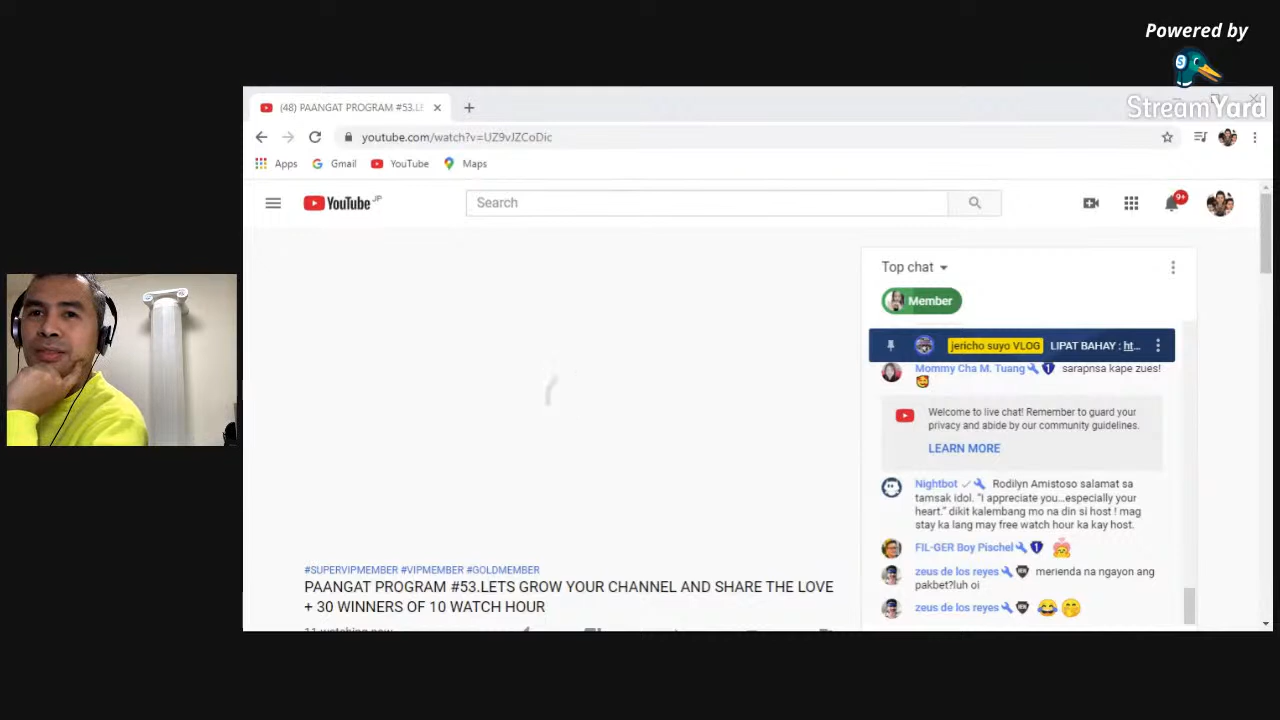 Powered by
StreamYard
(48) PAANGAT PROGRAM #53.LE
youtube.com/watch?v=UZ9vJZCoDic
Apps Gmail YouTube Maps
YouTube JP
Search
9+
Top chat
Member
jericho suyo VLOG LIPAT BAHAY : ht...
Mommy Cha M. Tuang sarapnsa kape zues!
Welcome to live chat! Remember to guard your
privacy and abide by our community guidelines.
LEARN MORE
Nightbot Rodilyn Amistoso salamat sa
tamsak idol. "I appreciate you…especially your
heart." dikit kalembang mo na din si host ! mag
stay ka lang may free watch hour ka kay host.
FIL-GER Boy Pischel
zeus de los reyes merienda na ngayon ang
pakbet?luh oi
zeus de los reyes
#SUPERVIPMEMBER #VIPMEMBER #GOLDMEMBER
PAANGAT PROGRAM #53.LETS GROW YOUR CHANNEL AND SHARE THE LOVE
+ 30 WINNERS OF 10 WATCH HOUR
11 watching now